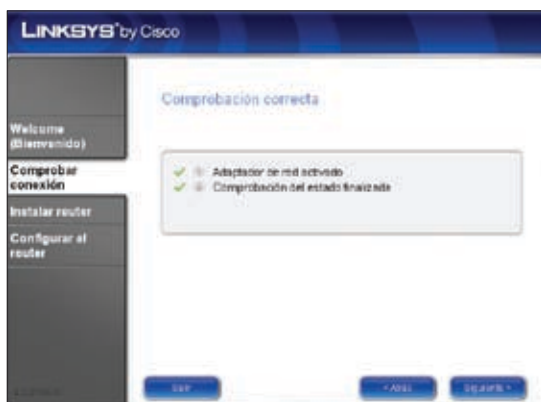 LINKSYS® by Cisco
Comprobación correcta
Welcome
(Bienvenido)
Comprobar
conexión
Instalar router
Configurar el
router
Adaptador de red activado
Comprobación del estado finalizada
Salir
< Atrás
Siguiente >